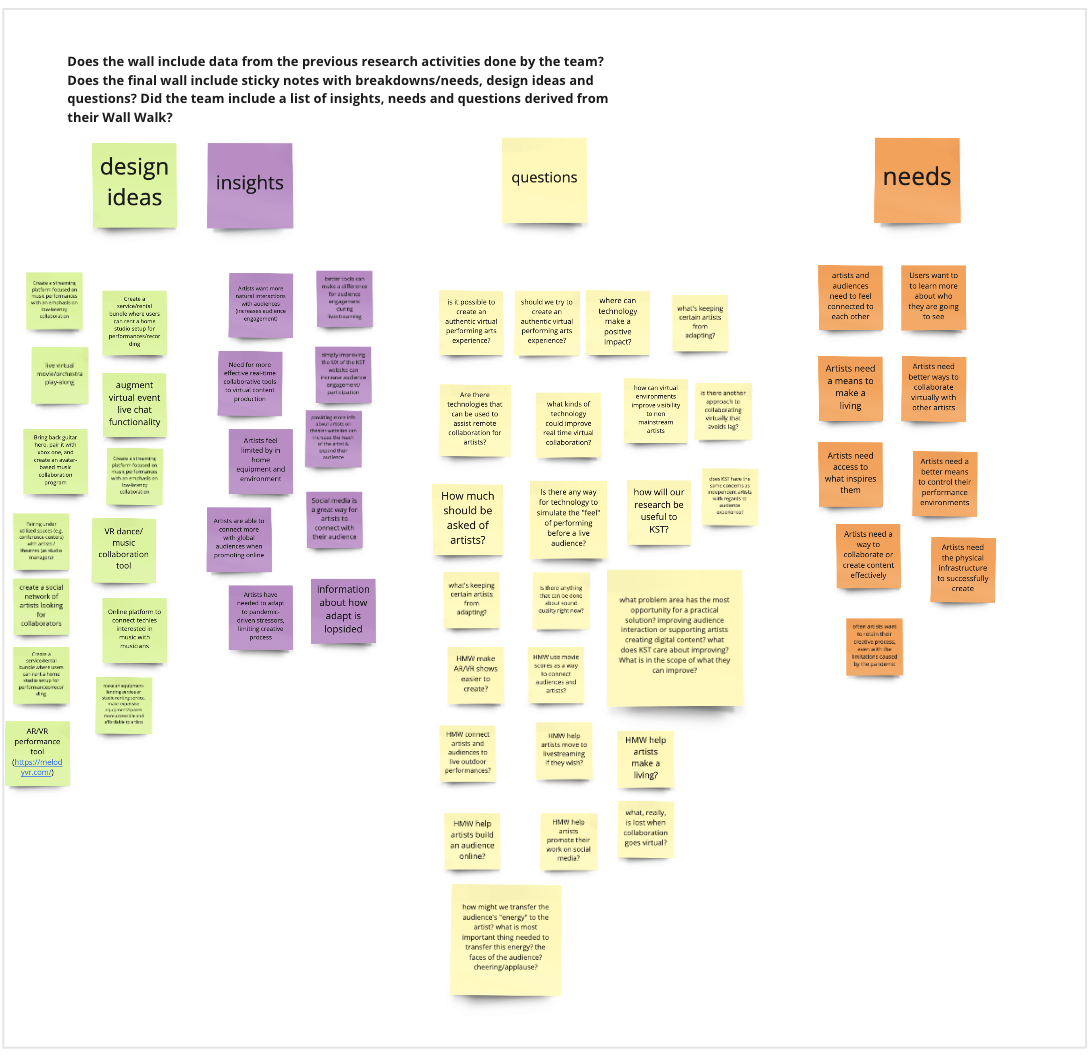 Does the wall include data from the previous research activities done by the team?
Does the final wall include sticky notes with breakdowns/needs, design ideas and
questions? Did the team include a list of insights, needs and questions derived from
their Wall Walk?
design
ideas
insights
questions
needs
Create a streaming
platform focused on
music performances
with an emphasis on
low-latency
collaboration
Create a
service/rental
bundle where users
can rent a home
studio setup for
performances/recor
ding
live virtual
movie/orchestra
play-along
augment
virtual event
live chat
functionality
Bring back guitar
hero, pair it with
xbox one, and
create an avatar-
based music
collaboration
program
Create a streaming
platform focused on
music performances
with an emphasis on
low-latency
collaboration
Pairing under
utilized spaces (e.g.
conference centers)
with artists /
theatres (as studio
managers)
VR dance/
music
collaboration
tool
create a social
network of
artists looking
for
collaborators
Online platform to
connect techies
interested in
music with
musicians
Create a
service/rental
bundle where users
can rent a home
studio setup for
performances/recor
ding
make an equipment-
lending service or
studio renting service,
make expensive
equipment/spaces
more accessible and
affordable to artists
AR/VR
performance
tool
(https://melod
yvr.com/)
Artists want more
natural interactions
with audiences
(increases audience
engagement)
better tools can
make a difference
for audience
engagement
during
livestreaming
Need for more
effective real-time
collaborative tools
to virtual content
production
simply improving
the UX of the KST
website can
increase audience
engagement/
participation
providing more info
about artists on
theater websites can
increase the reach
of the artist &
expand their
audience
Artists feel
limited by in
home
equipment and
environment
Social media is
a great way for
artists to
connect with
their audience
Artists are able to
connect more
with global
audiences when
promoting online
Artists have
needed to adapt
to pandemic-
driven stressors,
limiting creative
process
Information
about how
adapt is
lopsided
is it possible to
create an
authentic virtual
performing arts
experience?
should we try to
create an
authentic virtual
performing arts
experience?
where can
technology
make a
positive
impact?
what's keeping
certain artists
from
adapting?
Are there
technologies that
can be used to
assist remote
collaboration for
artists?
what kinds of
technology
could improve
real time virtual
collaboration?
how can virtual
environments
improve visibility
to non
mainstream
artists
is there another
approach to
collaborating
virtually that
avoids lag?
How much
should be
asked of
artists?
Is there any way
for technology to
simulate the "feel"
of performing
before a live
audience?
how will our
research be
useful to
KST?
does KST have the
same concerns as
independent artists
with regards to
audience
experience?
what's keeping
certain artists
from
adapting?
Is there anything
that can be done
about sound
quality right now?
what problem area has the most
opportunity for a practical
solution? improving audience
interaction or supporting artists
creating digital content? what
does KST care about improving?
What is in the scope of what they
can improve?
HMW make
AR/VR shows
easier to
create?
HMW use movie
scores as a way
to connect
audiences and
artists?
HMW connect
artists and
audiences to
live outdoor
performances?
HMW help
artists move to
livestreaming
if they wish?
HMW help
artists
make a
living?
HMW help
artists build
an audience
online?
HMW help
artists
promote their
work on social
media?
what, really,
is lost when
collaboration
goes virtual?
how might we transfer the
audience's "energy" to the
artist? what is most
important thing needed to
transfer this energy? the
faces of the audience?
cheering/applause?
artists and
audiences
need to feel
connected to
each other
Users want to
to learn more
about who
they are going
to see
Artists need
a means to
make a
living
Artists need
better ways to
collaborate
virtually with
other artists
Artists need
access to
what inspires
them
Artists need a
better means
to control their
performance
environments
Artists need a
way to
collaborate or
create content
effectively
Artists need
the physical
infrastructure
to successfully
create
often artists want
to retain their
creative process,
even with the
limitations caused
by the pandemic